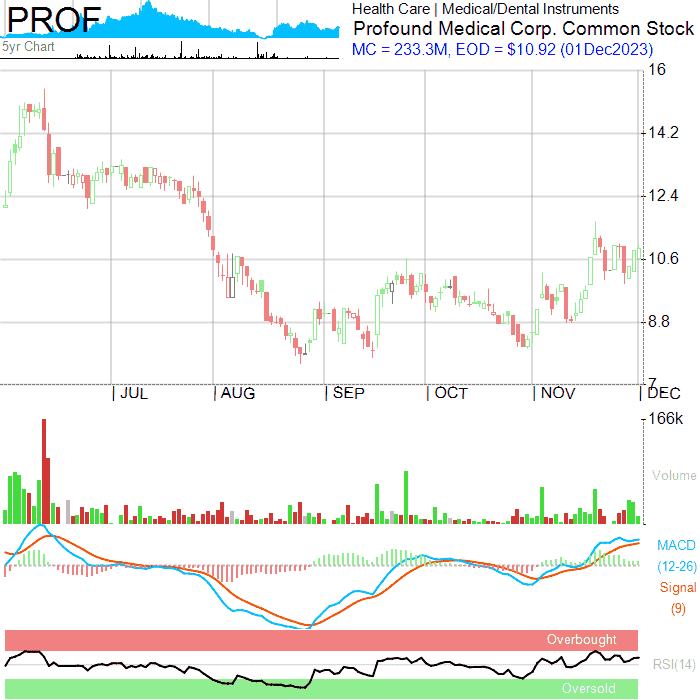 PROF
5yr Chart
Health Care | Medical/Dental Instruments
Profound Medical Corp. Common Stock
MC = 233.3M, EOD = $10.92 (01Dec2023)
16
14.2
12.4
10.6
8.8
7
JUL AUG SEP OCT NOV DEC
166k
Volume
MACD
(12-26)
Signal
(9)
Overbought
RSI(14)
Oversold